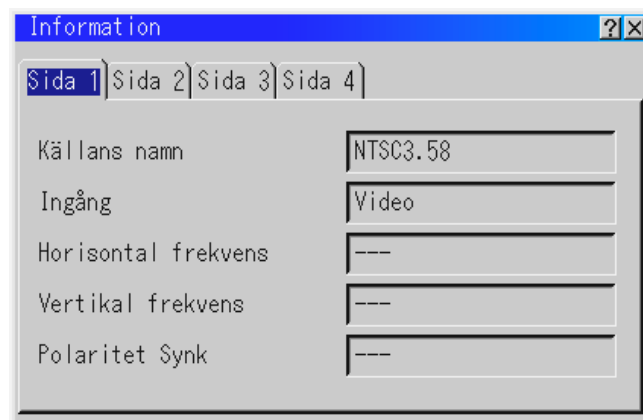 Information ? ×
Sida 1 Sida 2 Sida 3 Sida 4
Källans namn NTSC3.58
Ingång Video
Horisontal frekvens ---
Vertikal frekvens ---
Polaritet Synk ---